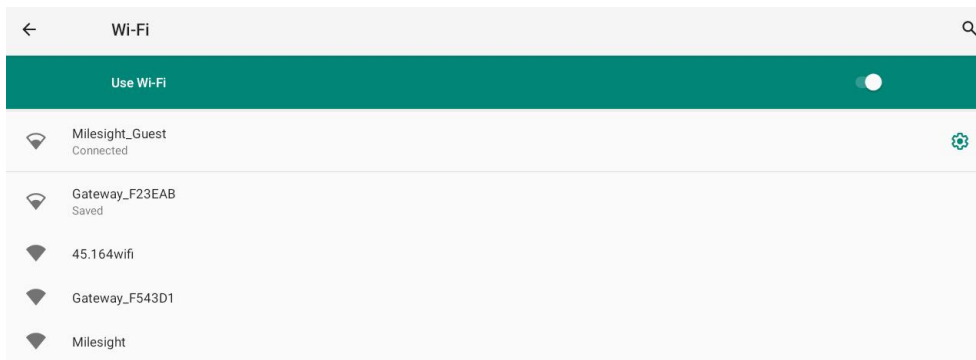 Wi-Fi
Use Wi-Fi
Milesight_Guest
Connected
Gateway_F23EAB
Saved
45.164wifi
Gateway_F543D1
Milesight